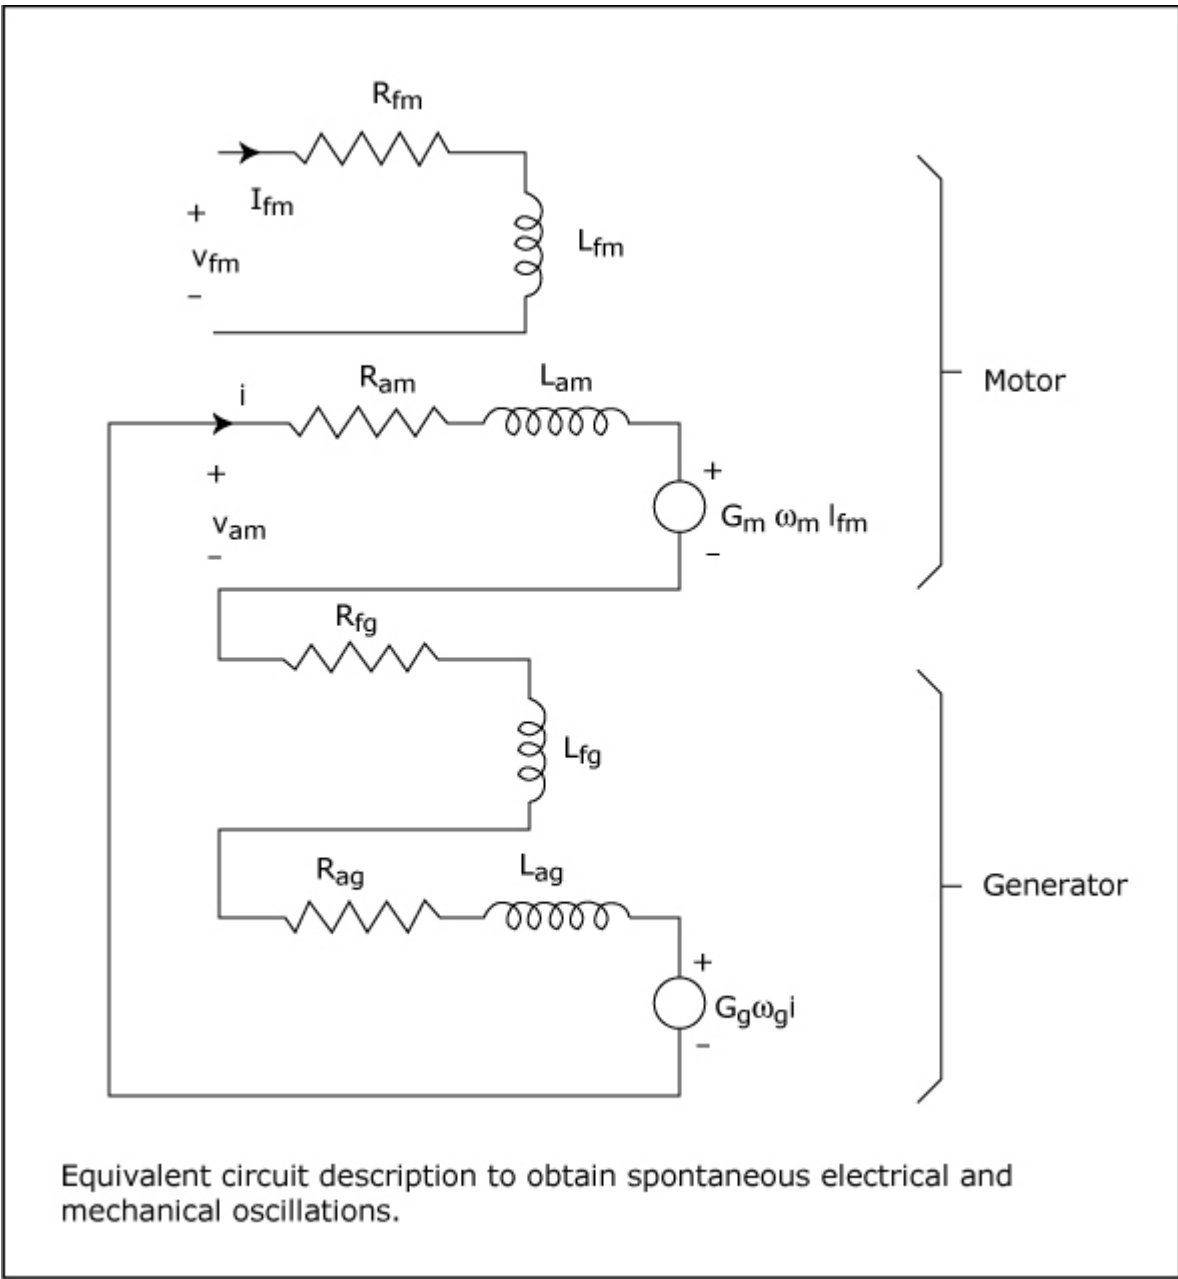 Rfm
Ifm
+
vfm
–
Lfm
Motor
i
Ram
Lam
+
vam
–
+
Gm ωm Ifm
–
Rfg
Lfg
Generator
Rag
Lag
+
Ggωgi
–
Equivalent circuit description to obtain spontaneous electrical and
mechanical oscillations.